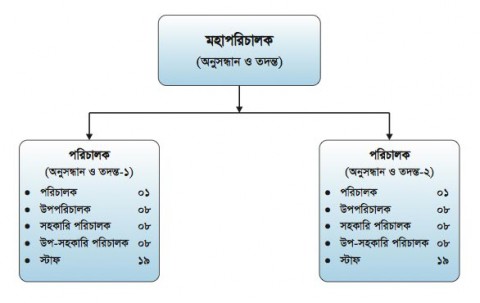 মহাপরিচালক
(অনুসন্ধান ও তদন্ত)
পরিচালক
(অনুসন্ধান ও তদন্ত-১)
• পরিচালক ০১
• উপপরিচালক ০৮
• সহকারি পরিচালক ০৮
• উপ-সহকারি পরিচালক ০৮
• স্টাফ ১৯
পরিচালক
(অনুসন্ধান ও তদন্ত-২)
• পরিচালক ০১
• উপপরিচালক ০৮
• সহকারি পরিচালক ০৮
• উপ-সহকারি পরিচালক ০৮
• স্টাফ ১৯